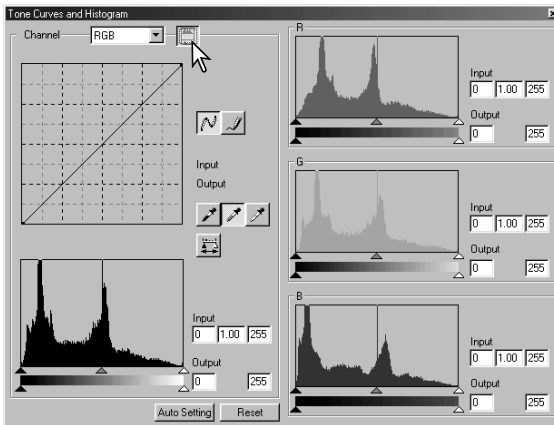 Tone Curves and Histogram
Channel
RGB
Input
Output
Input
0 1.00 255
Output
0 255
Auto Setting
Reset
R
Input
0 1.00 255
Output
0 255
G
Input
0 1.00 255
Output
0 255
B
Input
0 1.00 255
Output
0 255